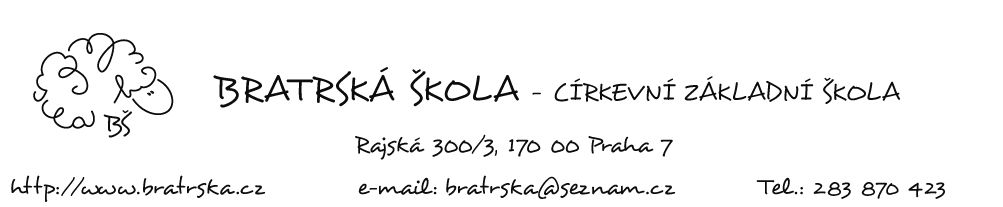 BRATRSKÁ ŠKOLA - CÍRKEVNÍ ZÁKLADNÍ ŠKOLA
BŠ
Rajská 300/3, 170 00 Praha 7
http://www.bratrska.cz e-mail: bratrska@seznam.cz Tel.: 283 870 423